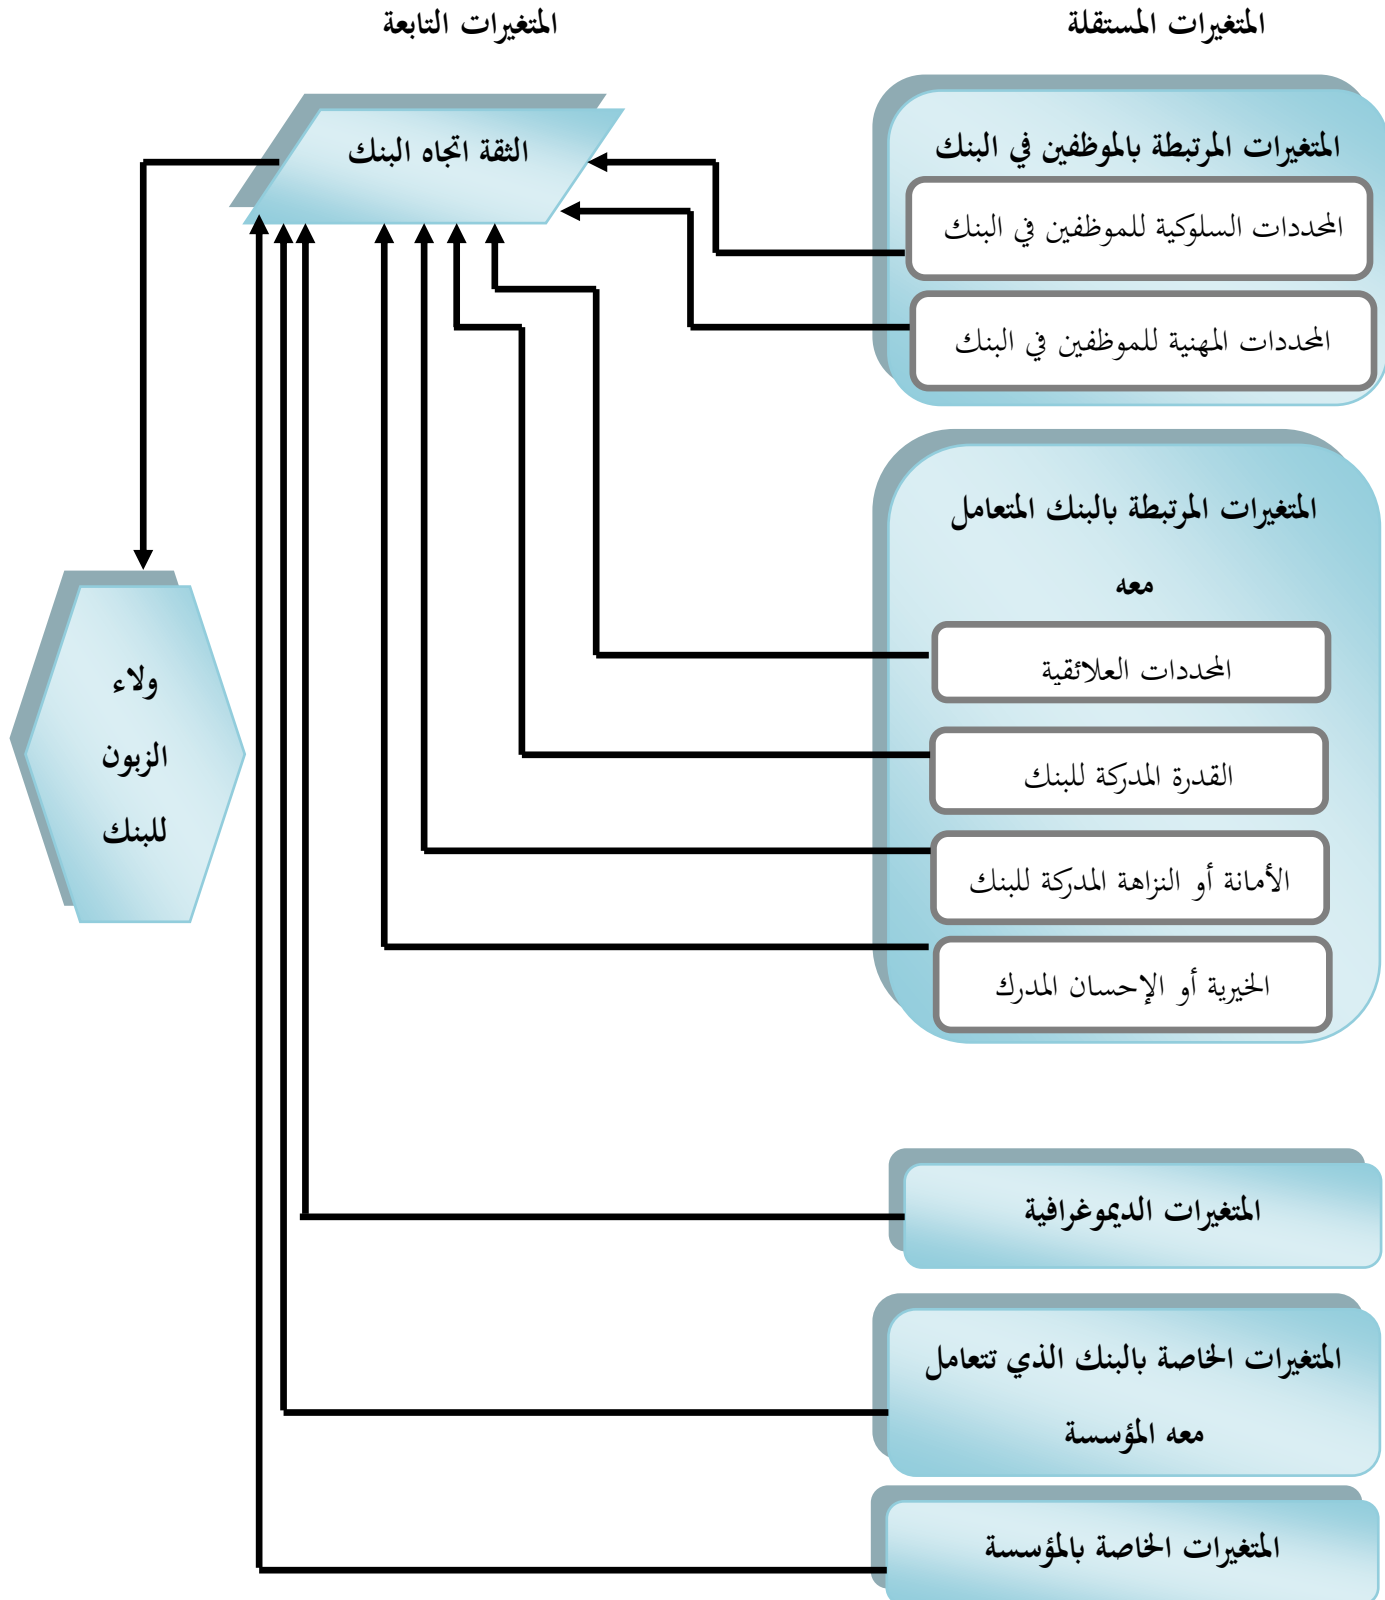 المتغيرات المستقلة
المتغيرات التابعة
المتغيرات المرتبطة بالموظفين في البنك
المحددات السلوكية للموظفين في البنك
المحددات المهنية للموظفين في البنك
الثقة اتجاه البنك
المتغيرات المرتبطة بالبنك المتعامل
معه
المحددات العلائقية
القدرة المدركة للبنك
الأمانة أو النزاهة المدركة للبنك
الخيرية أو الإحسان المدرك
ولاء
الزبون
للبنك
المتغيرات الديموغرافية
المتغيرات الخاصة بالبنك الذي تتعامل
معه المؤسسة
المتغيرات الخاصة بالمؤسسة